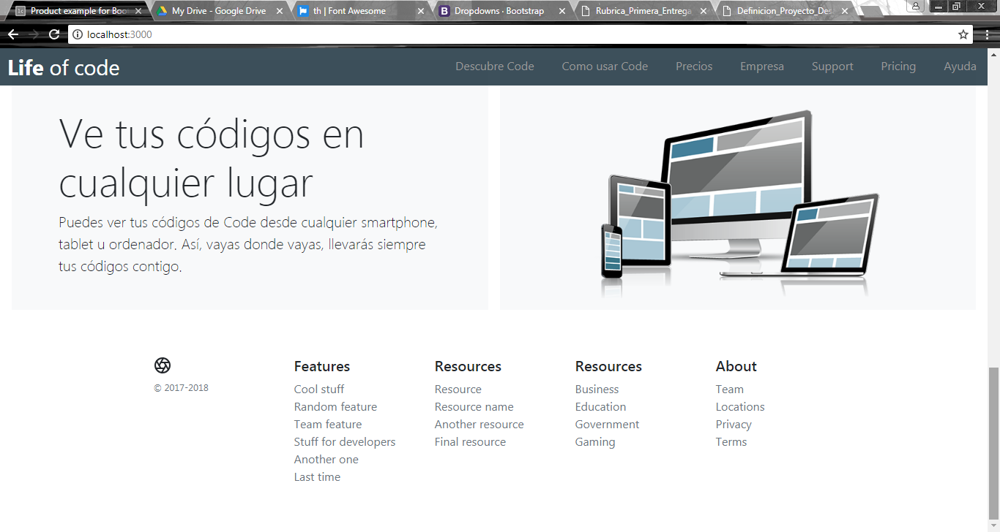 Product example for Boo
My Drive - Google Drive
th | Font Awesome
Dropdowns · Bootstrap
Rubrica_Primera_Entrega
Definicion_Proyecto_Des
localhost:3000
Life of code
Descubre Code
Como usar Code
Precios
Empresa
Support
Pricing
Ayuda
Ve tus códigos en
cualquier lugar
Puedes ver tus códigos de Code desde cualquier smartphone,
tablet u ordenador. Así, vayas donde vayas, llevarás siempre
tus códigos contigo.
© 2017-2018
Features
Cool stuff
Random feature
Team feature
Stuff for developers
Another one
Last time
Resources
Resource
Resource name
Another resource
Final resource
Resources
Business
Education
Government
Gaming
About
Team
Locations
Privacy
Terms